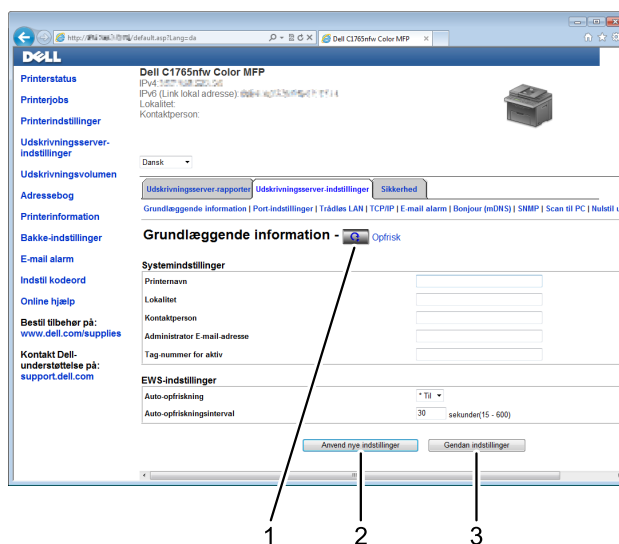 http://
/default.asp?Lang=da
Dell C1765nfw Color MFP
DELL
Printerstatus
Printerjobs
Printerindstillinger
Udskrivningsserver-
indstillinger
Udskrivningsvolumen
Adressebog
Printerinformation
Bakke-indstillinger
E-mail alarm
Indstil kodeord
Online hjælp
Bestil tilbehør på:
www.dell.com/supplies
Kontakt Dell-
understøttelse på:
support.dell.com
Dell C1765nfw Color MFP
IPv4:
IPv6 (Link lokal adresse):
Lokalitet:
Kontaktperson:
Dansk
Udskrivningsserver-rapporter Udskrivningsserver-indstillinger Sikkerhed
Grundlæggende information | Port-indstillinger | Trådløs LAN | TCP/IP | E-mail alarm | Bonjour (mDNS) | SNMP | Scan til PC | Nulstil u
Grundlæggende information - Opfrisk
Systemindstillinger
Printernavn
Lokalitet
Kontaktperson
Administrator E-mail-adresse
Tag-nummer for aktiv
EWS-indstillinger
Auto-opfriskning * Til
Auto-opfriskningsinterval 30 sekunder(15 - 600)
Anvend nye indstillinger Gendan indstillinger
1 2 3